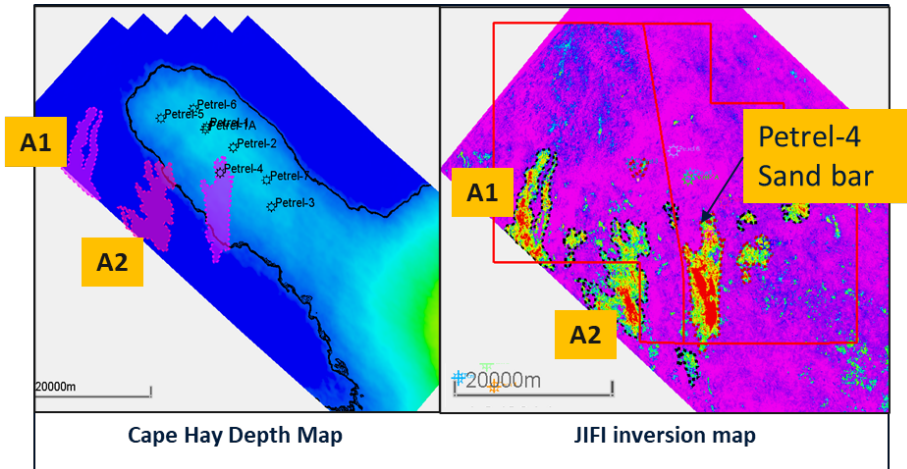 Petrel-6
Petrel-5
Petrel-1A
Petrel-2
Petrel-4
Petrel-7
Petrel-3
A1
A2
20000m
Cape Hay Depth Map
A1
A2
Petrel-4
Sand bar
20000m
JIFI inversion map